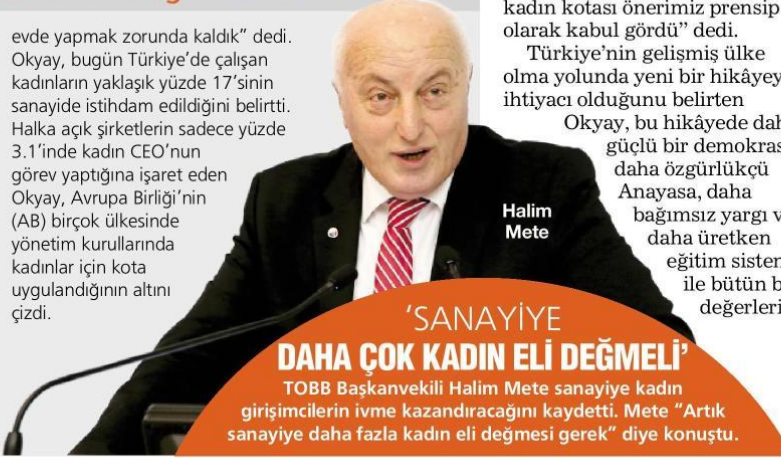 evde yapmak zorunda kaldık” dedi.
Okyay, bugün Türkiye’de çalışan
kadınların yaklaşık yüzde 17’sinin
sanayide istihdam edildiğini belirtti.
Halka açık şirketlerin sadece yüzde
3.1’inde kadın CEO’nun
görev yaptığına işaret eden
Okyay, Avrupa Birliği’nin
(AB) birçok ülkesinde
yönetim kurullarında
kadınlar için kota
uygulandığının altını
çizdi.
kadın kotası önerimiz prensip
olarak kabul gördü” dedi.
Türkiye’nin gelişmiş ülke
olma yolunda yeni bir hikâyey
ihtiyacı olduğunu belirten
Okyay, bu hikâyede dah
güçlü bir demokras
daha özgürlükçü
Anayasa, daha
bağımsız yargı v
daha üretken
eğitim sistem
ile bütün b
değerleri
Halim
Mete
‘SANAYİYE
DAHA ÇOK KADIN ELİ DEĞMELİ’
TOBB Başkanvekili Halim Mete sanayiye kadın
girişimcilerin ivme kazandıracağını kaydetti. Mete “Artık
sanayiye daha fazla kadın eli değmesi gerek” diye konuştu.